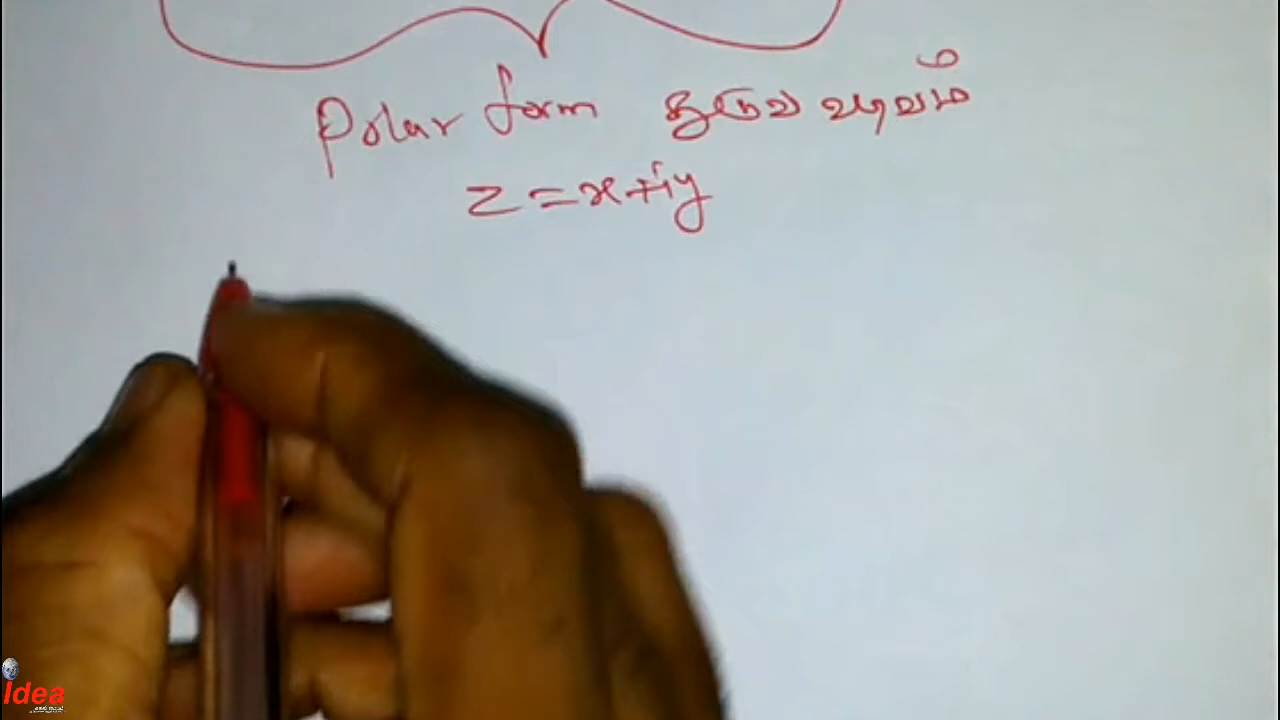 Polar form துருவ வடிவம்
z = x+iy
Idea